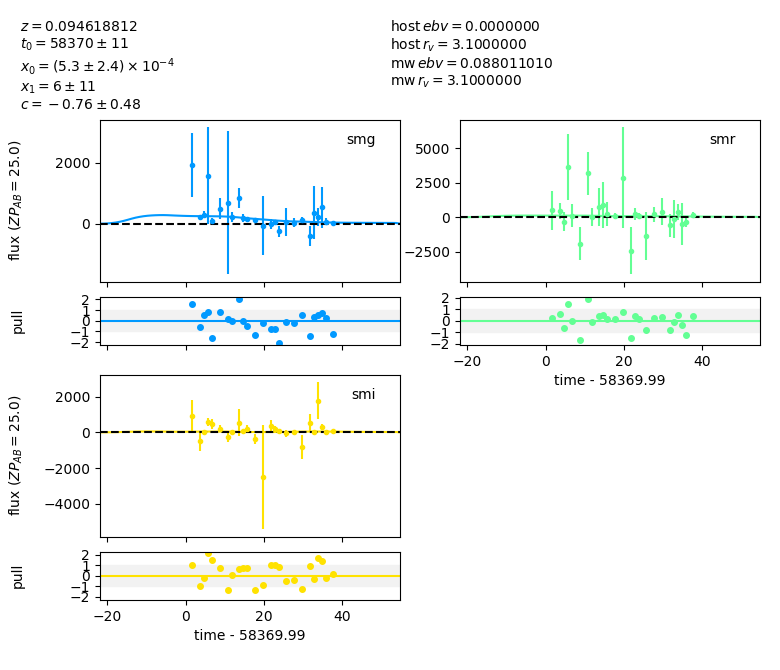 z = 0.094618812
t₀ = 58370 ± 11
x₀ = (5.3 ± 2.4) × 10⁻⁴
x₁ = 6 ± 11
c = −0.76 ± 0.48
host ebv = 0.0000000
host r_v = 3.1000000
mw ebv = 0.088011010
mw r_v = 3.1000000
smg
flux (ZP_AB = 25.0)
2000
0
pull
2
1
0
−1
−2
smr
5000
2500
0
−2500
2
1
0
−1
−2
−20 0 20 40
time - 58369.99
smi
flux (ZP_AB = 25.0)
2000
0
−2000
−4000
pull
2
1
0
−1
−2
−20 0 20 40
time - 58369.99